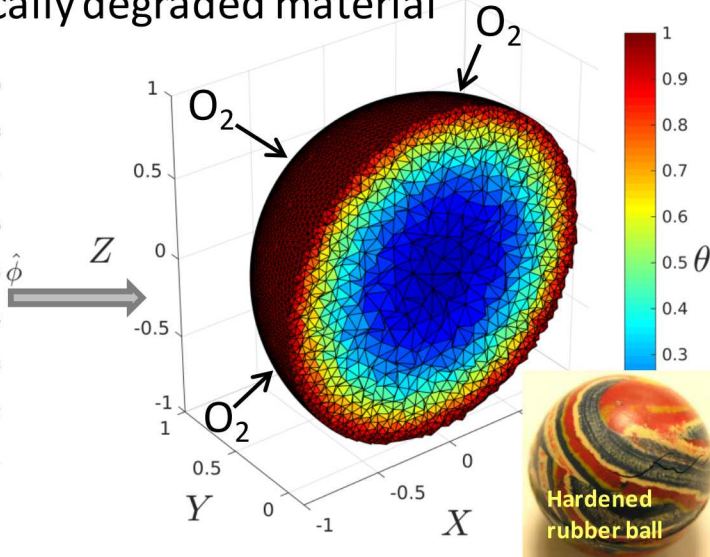 cally degraded material
O2
O2
O2
ϕ̂
Z
1
0.5
0
-0.5
-1
1
0.5
0
Y
-1
-0.5
0
X
1
0.9
0.8
0.7
0.6
0.5
0.4
0.3
θ
Hardened
rubber ball